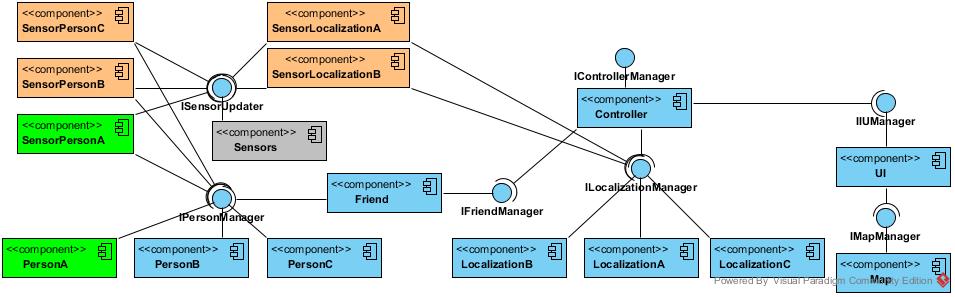 <<component>>
SensorPersonC
<<component>>
SensorLocalizationA
<<component>>
SensorLocalizationB
<<component>>
SensorPersonB
IControllerManager
<<component>>
Controller
ISensorUpdater
<<component>>
SensorPersonA
<<component>>
Sensors
IIUManager
<<component>>
UI
<<component>>
Friend
ILocalizationManager
IPersonManager
IFriendManager
IMapManager
<<component>>
PersonA
<<component>>
PersonB
<<component>>
PersonC
<<component>>
LocalizationB
<<component>>
LocalizationA
<<component>>
LocalizationC
<<component>>
Map
Powered By Visual Paradigm Community Edition